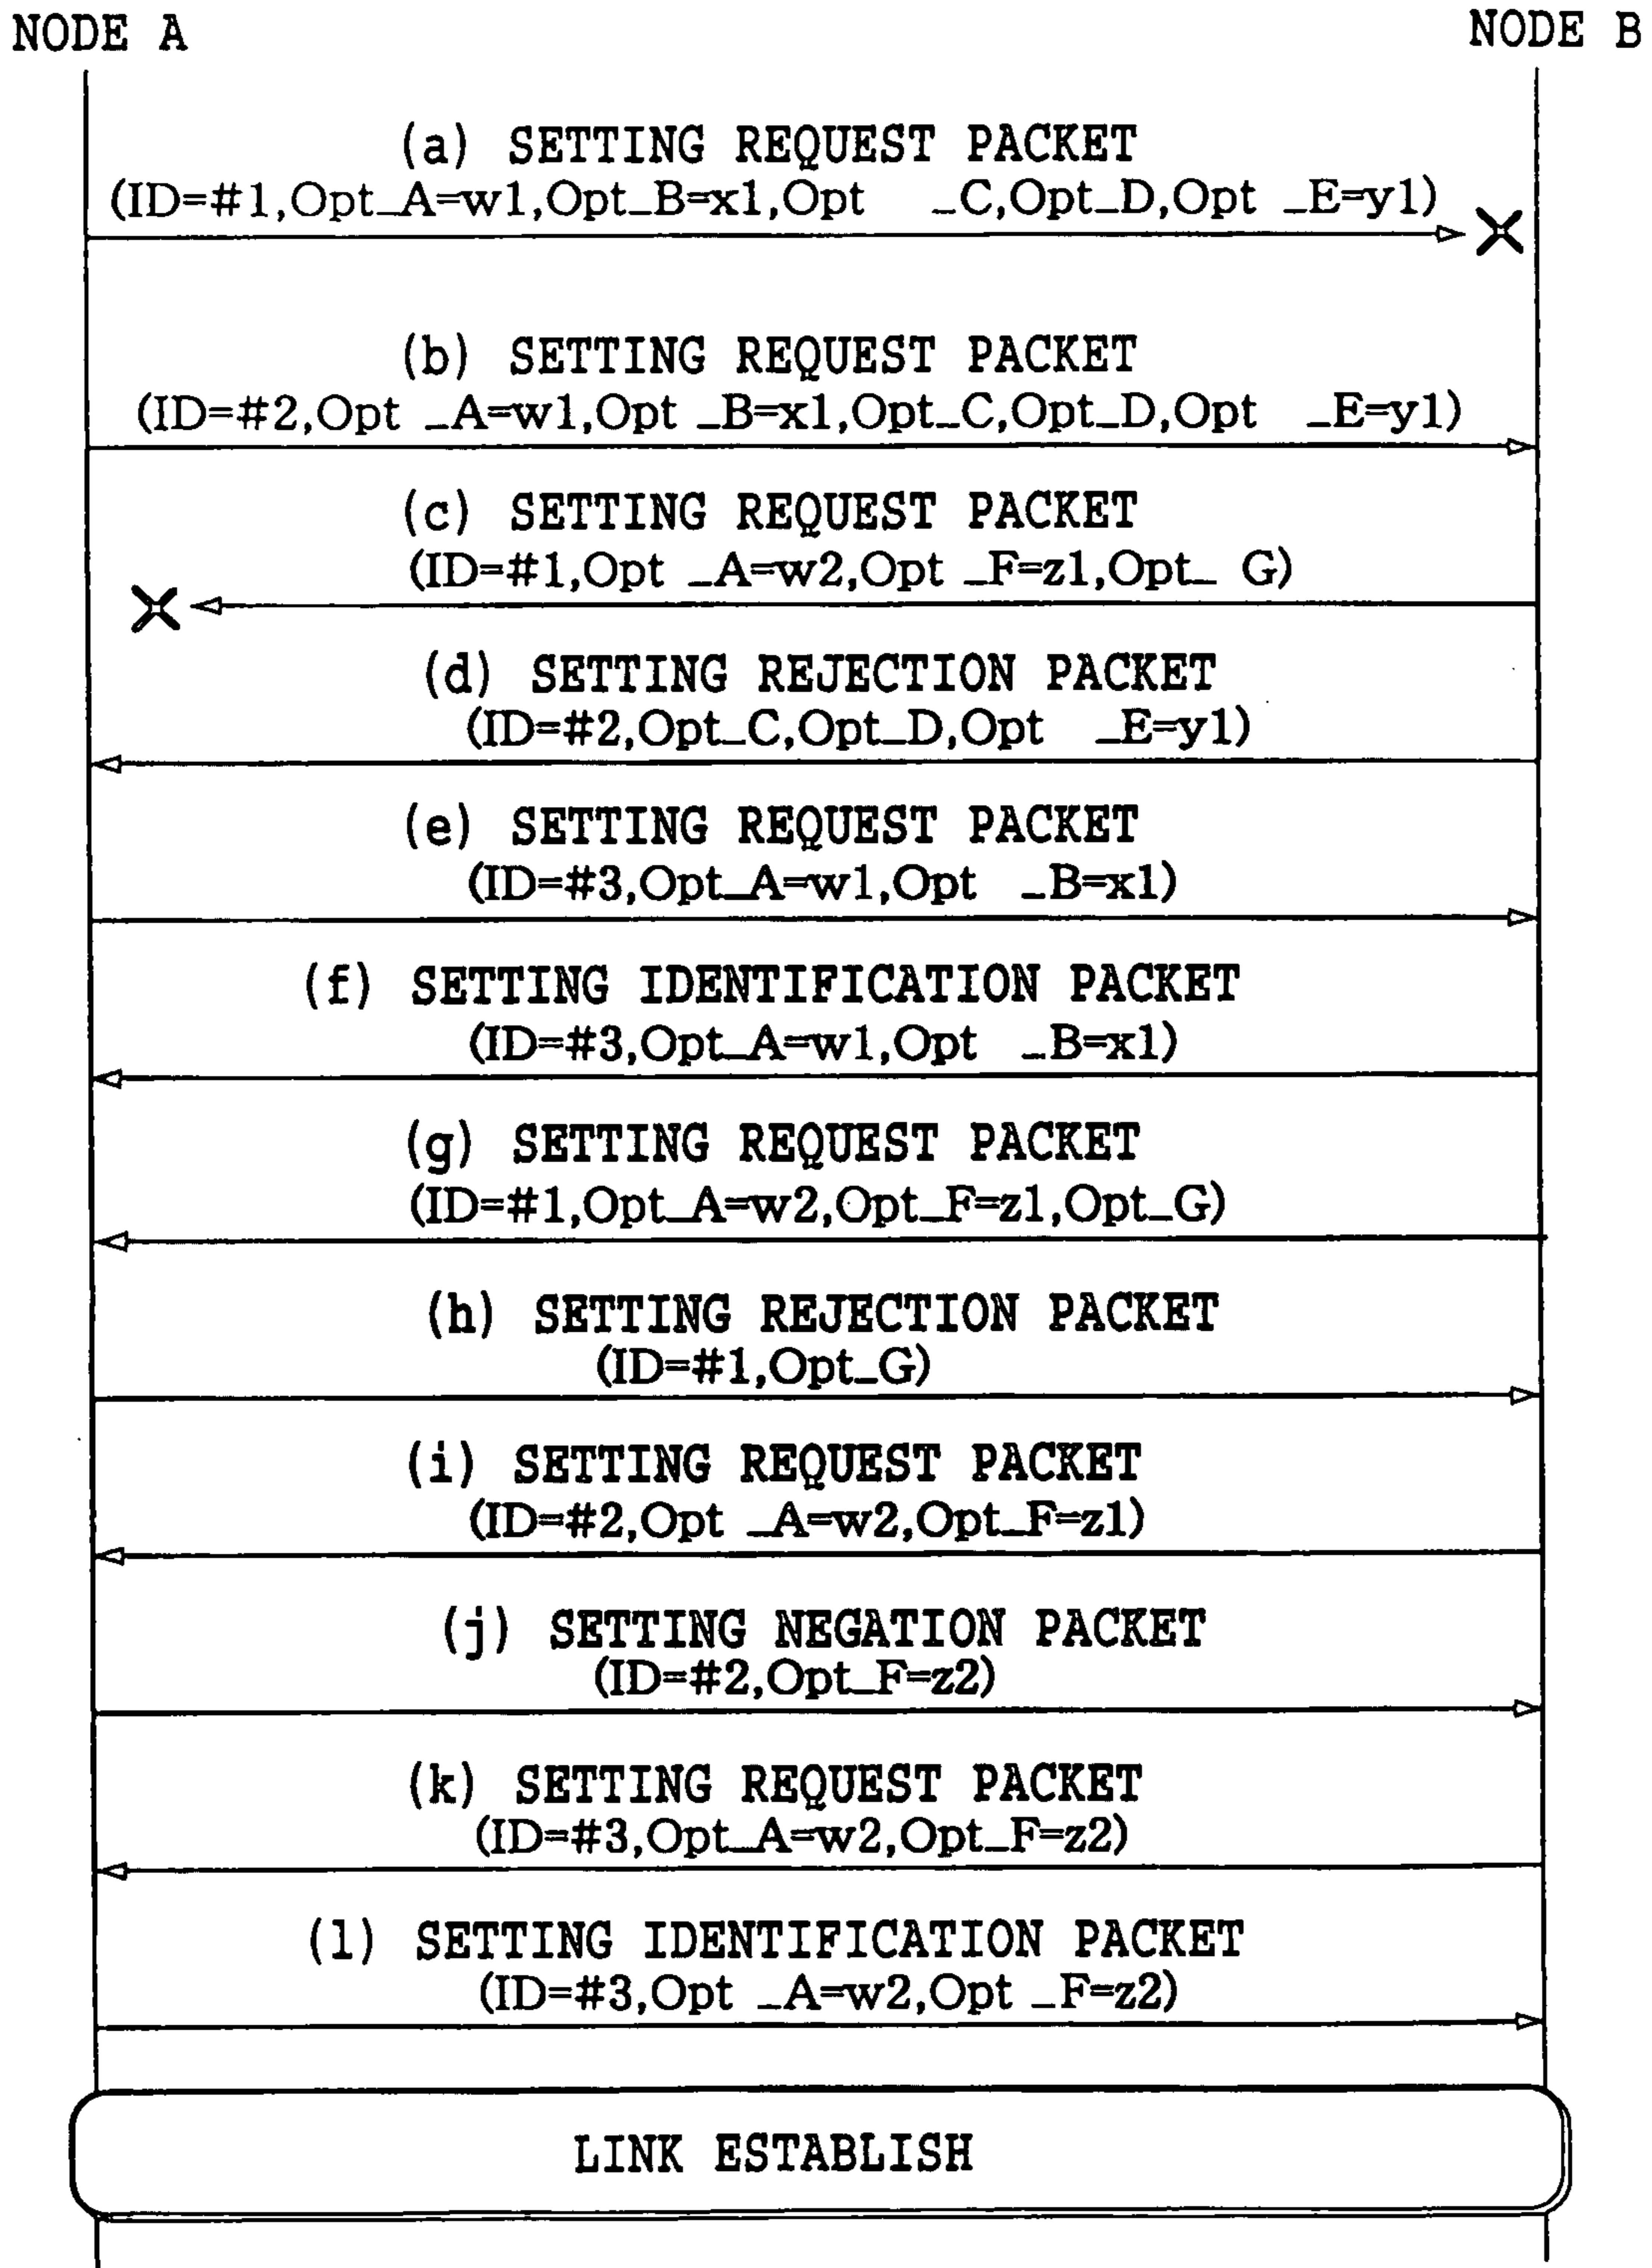 NODE A NODE B
(a) SETTING REQUEST PACKET
(ID=#1,Opt_A=w1,Opt_B=x1,Opt _C,Opt_D,Opt _E=y1)
(b) SETTING REQUEST PACKET
(ID=#2,Opt _A=w1,Opt _B=x1,Opt_C,Opt_D,Opt _E=y1)
(c) SETTING REQUEST PACKET
(ID=#1,Opt _A=w2,Opt _F=z1,Opt_ G)
(d) SETTING REJECTION PACKET
(ID=#2,Opt_C,Opt_D,Opt _E=y1)
(e) SETTING REQUEST PACKET
(ID=#3,Opt_A=w1,Opt _B=x1)
(f) SETTING IDENTIFICATION PACKET
(ID=#3,Opt_A=w1,Opt _B=x1)
(g) SETTING REQUEST PACKET
(ID=#1,Opt_A=w2,Opt_F=z1,Opt_G)
(h) SETTING REJECTION PACKET
(ID=#1,Opt_G)
(i) SETTING REQUEST PACKET
(ID=#2,Opt _A=w2,Opt_F=z1)
(j) SETTING NEGATION PACKET
(ID=#2,Opt_F=z2)
(k) SETTING REQUEST PACKET
(ID=#3,Opt_A=w2,Opt_F=z2)
(l) SETTING IDENTIFICATION PACKET
(ID=#3,Opt _A=w2,Opt _F=z2)
LINK ESTABLISH